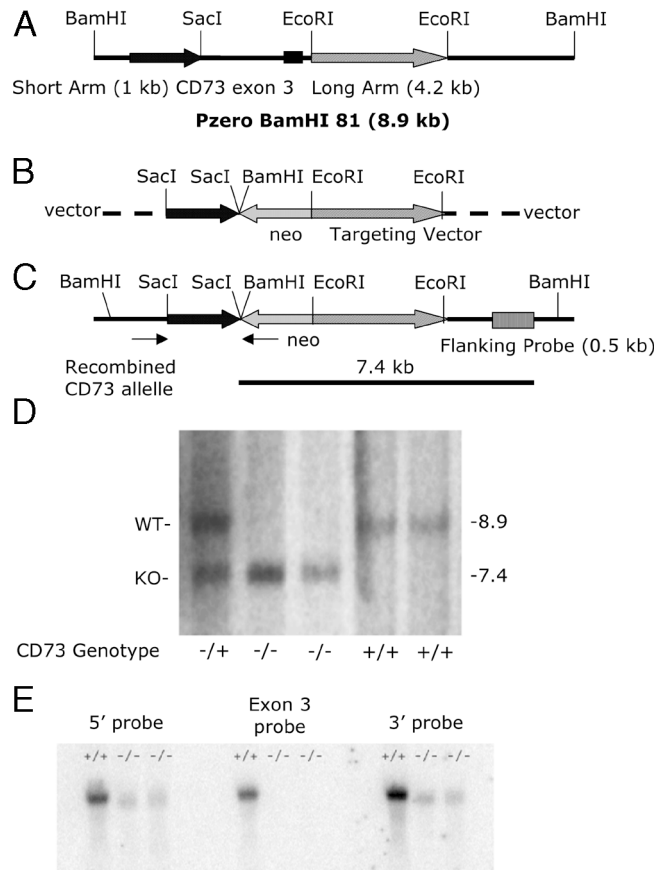 A
BamHI SacI EcoRI EcoRI BamHI
Short Arm (1 kb) CD73 exon 3 Long Arm (4.2 kb)
Pzero BamHI 81 (8.9 kb)
B
SacI SacI BamHI EcoRI EcoRI
vector vector
neo Targeting Vector
C
BamHI SacI SacI BamHI EcoRI EcoRI BamHI
neo Flanking Probe (0.5 kb)
Recombined 7.4 kb
CD73 allele
D
WT- -8.9
KO- -7.4
CD73 Genotype -/+ -/- -/- +/+ +/+
E
5' probe Exon 3 probe 3' probe
+/+ -/- -/- +/+ -/- -/- +/+ -/- -/-